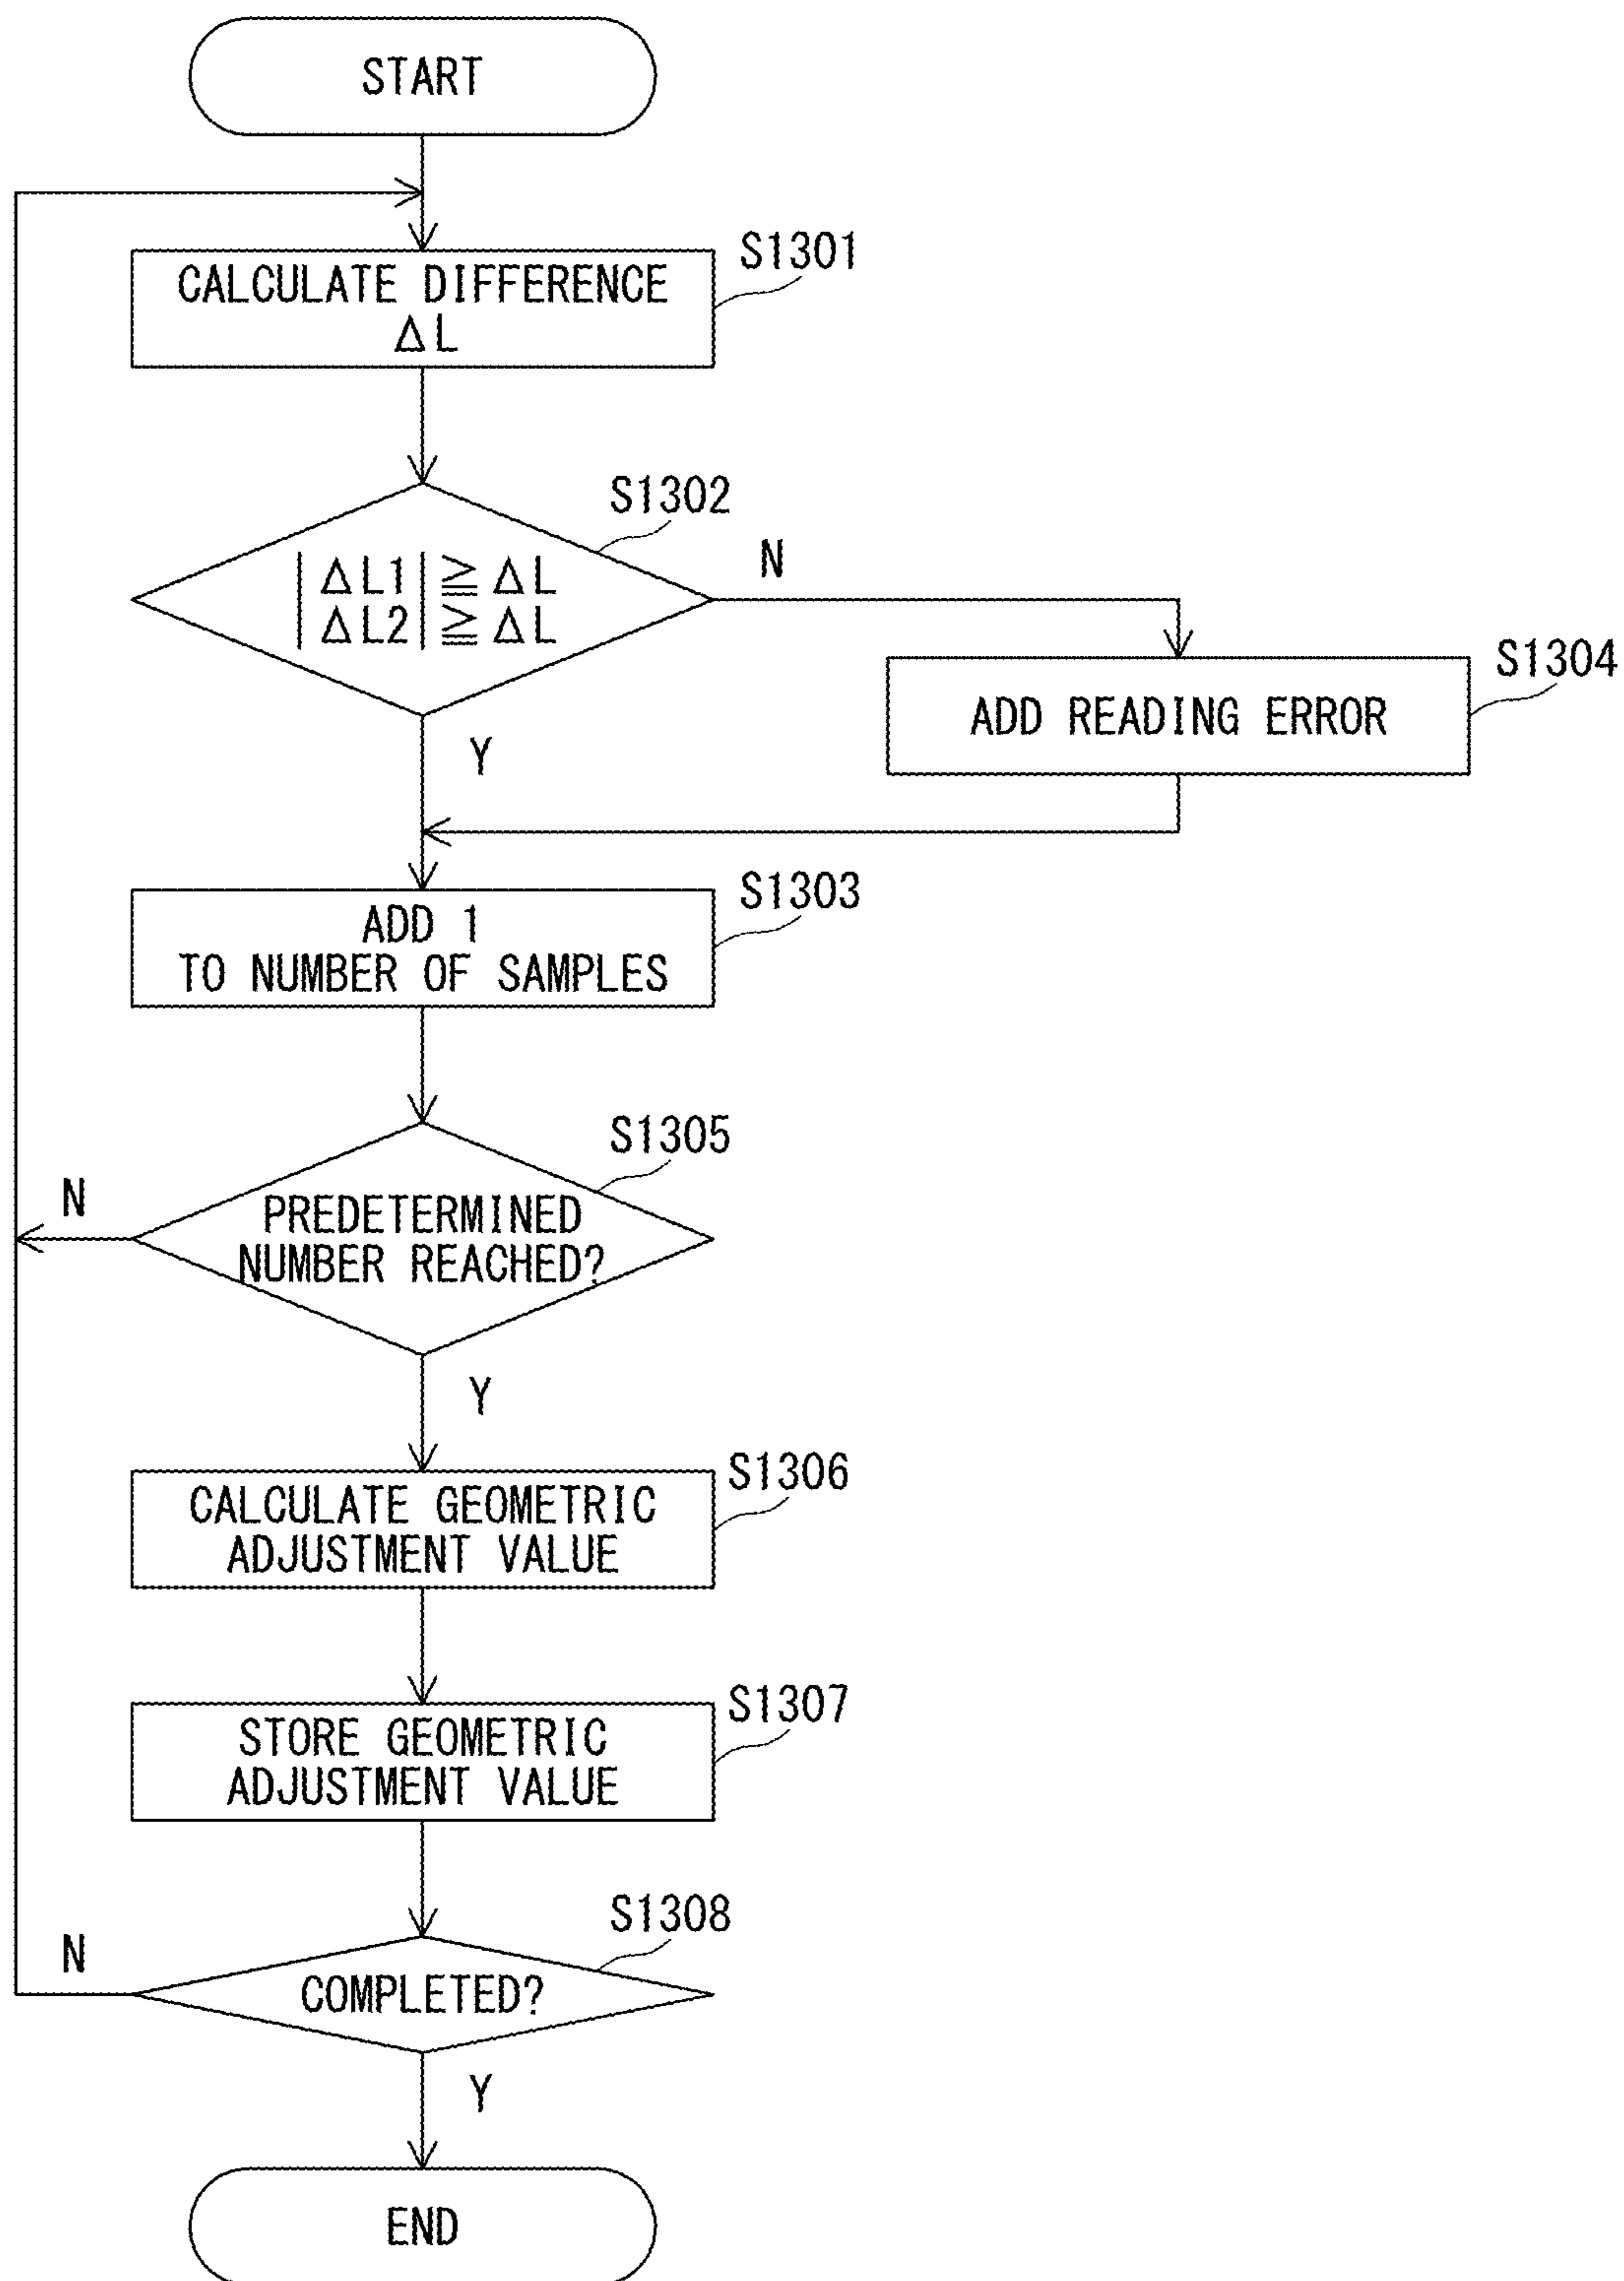 START
CALCULATE DIFFERENCE
ΔL
S1301
S1302
|ΔL1| ≧ ΔL
|ΔL2| ≧ ΔL
N
Y
ADD READING ERROR
S1304
ADD 1
TO NUMBER OF SAMPLES
S1303
S1305
PREDETERMINED
NUMBER REACHED?
N
Y
CALCULATE GEOMETRIC
ADJUSTMENT VALUE
S1306
STORE GEOMETRIC
ADJUSTMENT VALUE
S1307
S1308
COMPLETED?
N
Y
END